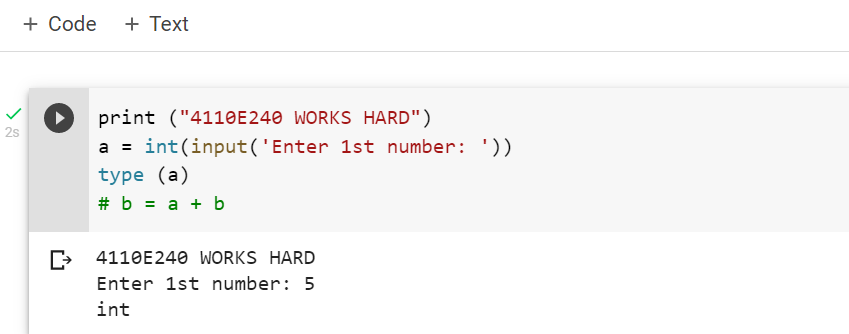 + Code + Text
2s
print ("4110E240 WORKS HARD")
a = int(input('Enter 1st number: '))
type (a)
# b = a + b
4110E240 WORKS HARD
Enter 1st number: 5
int